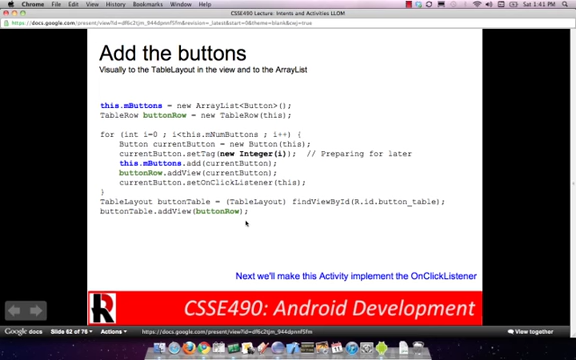 Chrome File Edit View History Bookmarks Window Help
Sat 1:41 PM
CSSE490 Lecture: Intents and Activities LLOM
Add the buttons
Visually to the TableLayout in the view and to the ArrayList
this.mButtons = new ArrayList<Button>();
TableRow buttonRow = new TableRow(this);
for (int i=0 ; i<this.mNumButtons ; i++) {
Button currentButton = new Button(this);
currentButton.setTag(new Integer(i)); // Preparing for later
this.mButtons.add(currentButton);
buttonRow.addView(currentButton);
currentButton.setOnClickListener(this);
}
TableLayout buttonTable = (TableLayout) findViewById(R.id.button_table);
buttonTable.addView(buttonRow);
Next we'll make this Activity implement the OnClickListener
R
CSSE490: Android Development
Google docs Slide 62 of 76 Actions View together